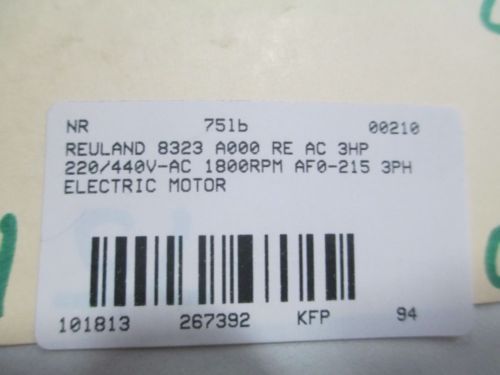 NR 75lb 00210
REULAND 8323 A000 RE AC 3HP
220/440V-AC 1800RPM AF0-215 3PH
ELECTRIC MOTOR
101813 267392 KFP 94